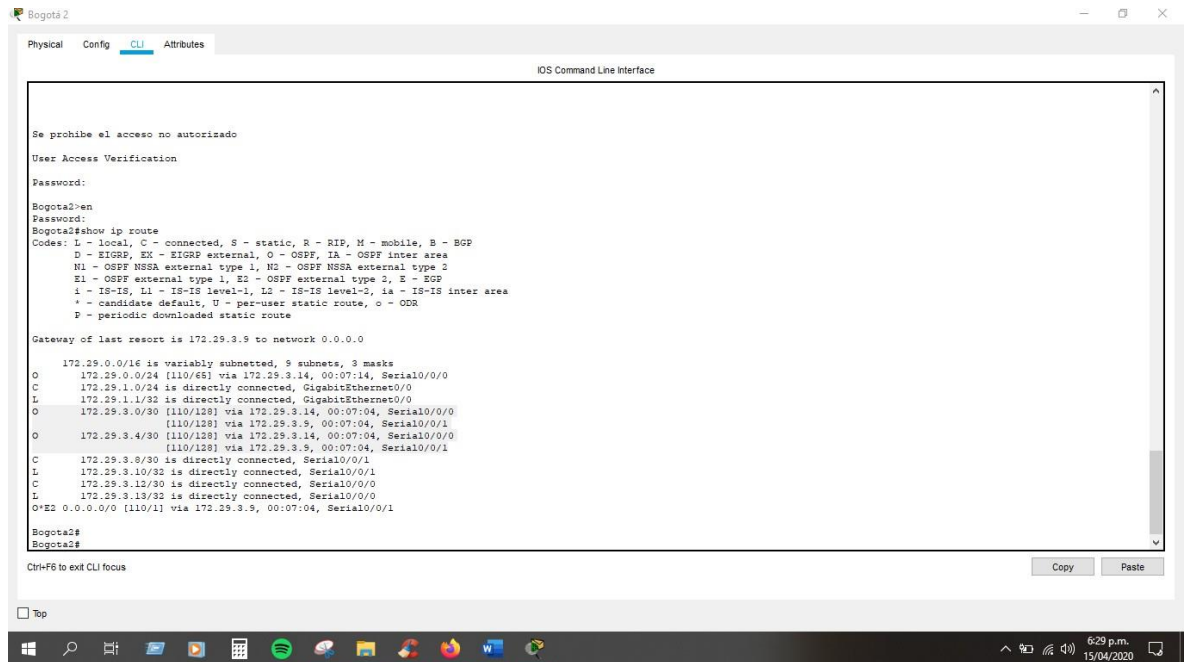 Bogotá 2
Physical Config CLI Attributes
IOS Command Line Interface
Se prohibe el acceso no autorizado
User Access Verification
Password:
Bogota2>en
Password:
Bogota2#show ip route
Codes: L - local, C - connected, S - static, R - RIP, M - mobile, B - BGP
D - EIGRP, EX - EIGRP external, O - OSPF, IA - OSPF inter area
N1 - OSPF NSSA external type 1, N2 - OSPF NSSA external type 2
E1 - OSPF external type 1, E2 - OSPF external type 2, E - EGP
i - IS-IS, L1 - IS-IS level-1, L2 - IS-IS level-2, ia - IS-IS inter area
* - candidate default, U - per-user static route, o - ODR
P - periodic downloaded static route
Gateway of last resort is 172.29.3.9 to network 0.0.0.0
172.29.0.0/16 is variably subnetted, 9 subnets, 3 masks
O 172.29.0.0/24 [110/65] via 172.29.3.14, 00:07:14, Serial0/0/0
C 172.29.1.0/24 is directly connected, GigabitEthernet0/0
L 172.29.1.1/32 is directly connected, GigabitEthernet0/0
O 172.29.3.0/30 [110/128] via 172.29.3.14, 00:07:04, Serial0/0/0
[110/128] via 172.29.3.9, 00:07:04, Serial0/0/1
O 172.29.3.4/30 [110/128] via 172.29.3.14, 00:07:04, Serial0/0/0
[110/128] via 172.29.3.9, 00:07:04, Serial0/0/1
C 172.29.3.8/30 is directly connected, Serial0/0/1
L 172.29.3.10/32 is directly connected, Serial0/0/1
C 172.29.3.12/30 is directly connected, Serial0/0/0
L 172.29.3.13/32 is directly connected, Serial0/0/0
O*E2 0.0.0.0/0 [110/1] via 172.29.3.9, 00:07:04, Serial0/0/1
Bogota2#
Bogota2#
Ctrl+F6 to exit CLI focus
Copy Paste
Top
6:29 p.m.
15/04/2020